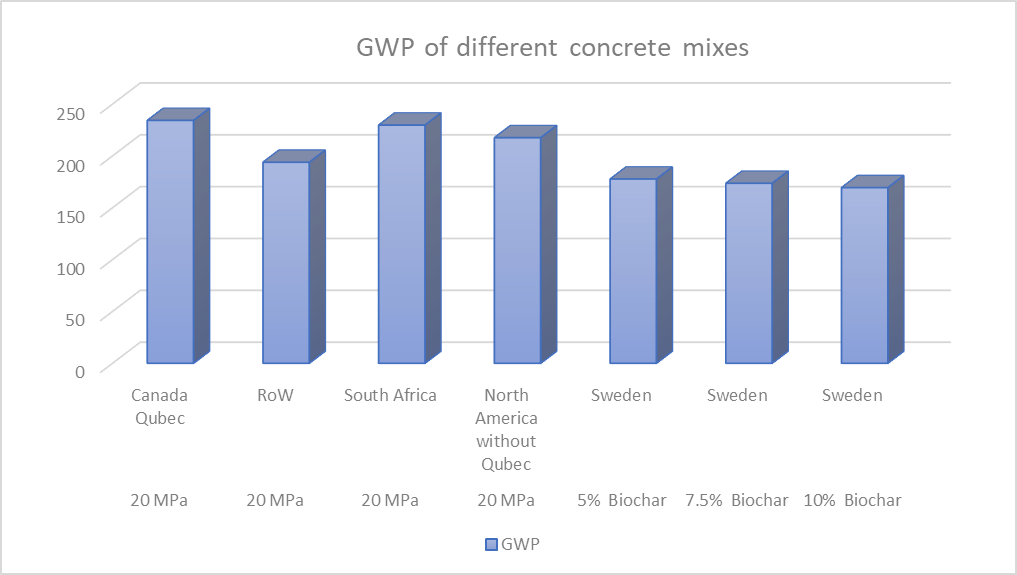 GWP of different concrete mixes
250
200
150
100
50
0
Canada
Qubec
RoW
South Africa
North
America
without
Qubec
Sweden
Sweden
Sweden
20 MPa
20 MPa
20 MPa
20 MPa
5% Biochar
7.5% Biochar
10% Biochar
GWP